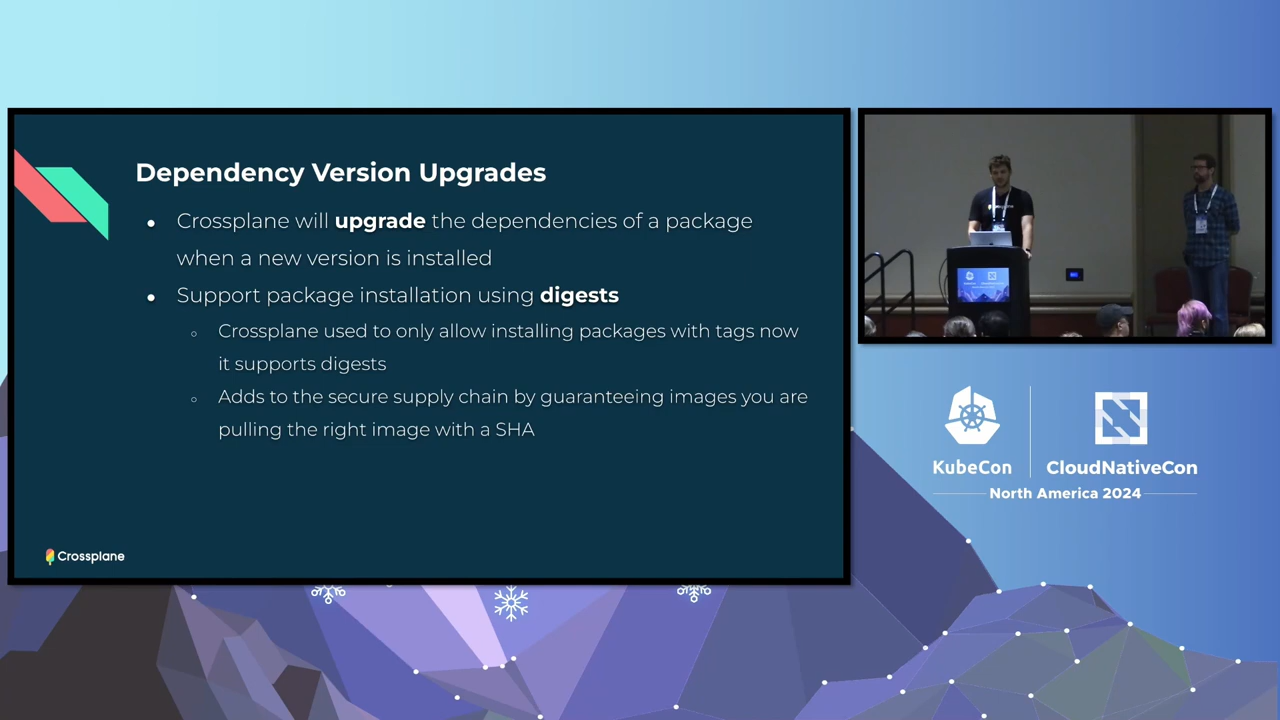 Dependency Version Upgrades
● Crossplane will upgrade the dependencies of a package
when a new version is installed
● Support package installation using digests
○ Crossplane used to only allow installing packages with tags now
it supports digests
○ Adds to the secure supply chain by guaranteeing images you are
pulling the right image with a SHA
Crossplane
KubeCon
CloudNativeCon
North America 2024